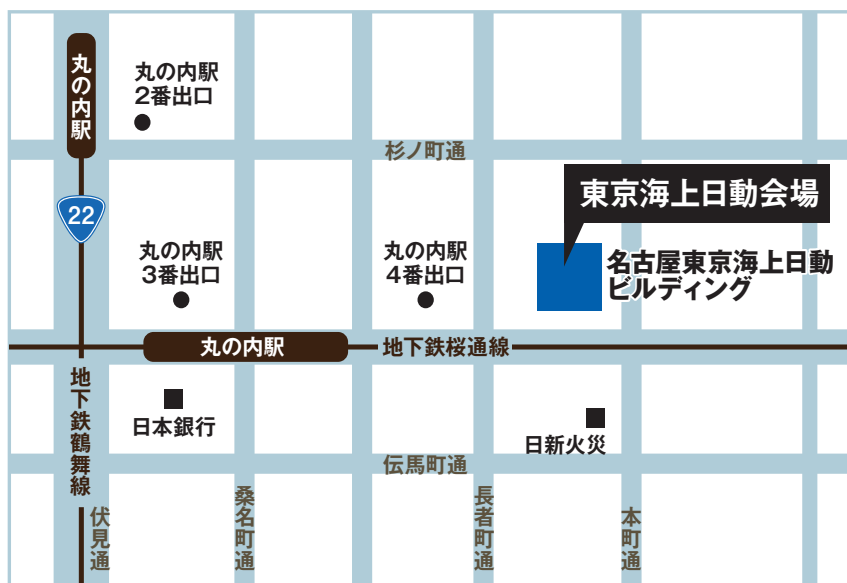 丸の内駅
丸の内駅
2番出口
杉ノ町通
東京海上日動会場
22
丸の内駅
3番出口
丸の内駅
4番出口
名古屋東京海上日動
ビルディング
丸の内駅
地下鉄桜通線
地下鉄鶴舞線
日本銀行
日新火災
伝馬町通
伏見通
桑名町通
長者町通
本町通